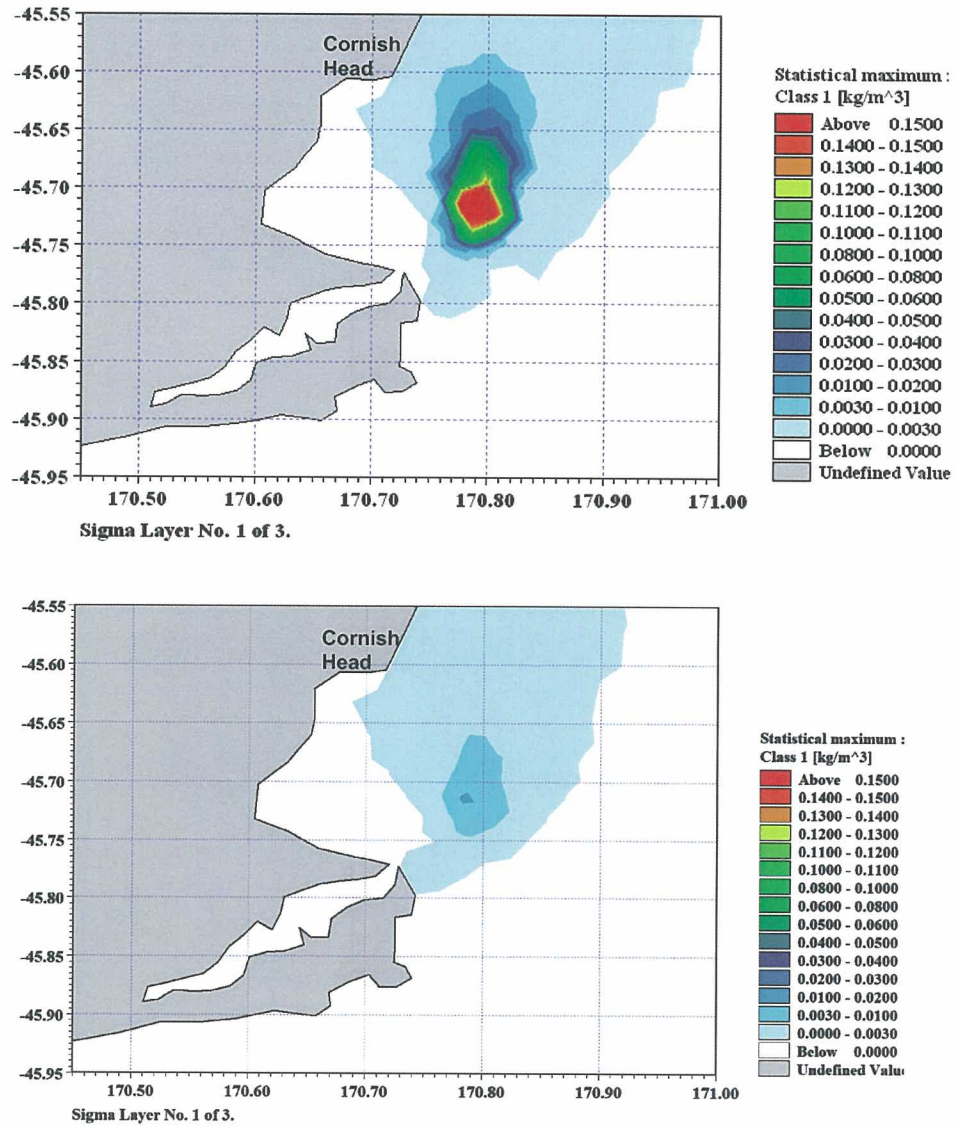 -45.55
-45.60
-45.65
-45.70
-45.75
-45.80
-45.85
-45.90
-45.95
Cornish
Head
170.50 170.60 170.70 170.80 170.90 171.00
Sigma Layer No. 1 of 3.
Statistical maximum :
Class 1 [kg/m^3]
Above 0.1500
0.1400 - 0.1500
0.1300 - 0.1400
0.1200 - 0.1300
0.1100 - 0.1200
0.1000 - 0.1100
0.0800 - 0.1000
0.0600 - 0.0800
0.0500 - 0.0600
0.0400 - 0.0500
0.0300 - 0.0400
0.0200 - 0.0300
0.0100 - 0.0200
0.0030 - 0.0100
0.0000 - 0.0030
Below 0.0000
Undefined Value
-45.55
-45.60
-45.65
-45.70
-45.75
-45.80
-45.85
-45.90
-45.95
Cornish
Head
170.50 170.60 170.70 170.80 170.90 171.00
Sigma Layer No. 1 of 3.
Statistical maximum :
Class 1 [kg/m^3]
Above 0.1500
0.1400 - 0.1500
0.1300 - 0.1400
0.1200 - 0.1300
0.1100 - 0.1200
0.1000 - 0.1100
0.0800 - 0.1000
0.0600 - 0.0800
0.0500 - 0.0600
0.0400 - 0.0500
0.0300 - 0.0400
0.0200 - 0.0300
0.0100 - 0.0200
0.0030 - 0.0100
0.0000 - 0.0030
Below 0.0000
Undefined Valu